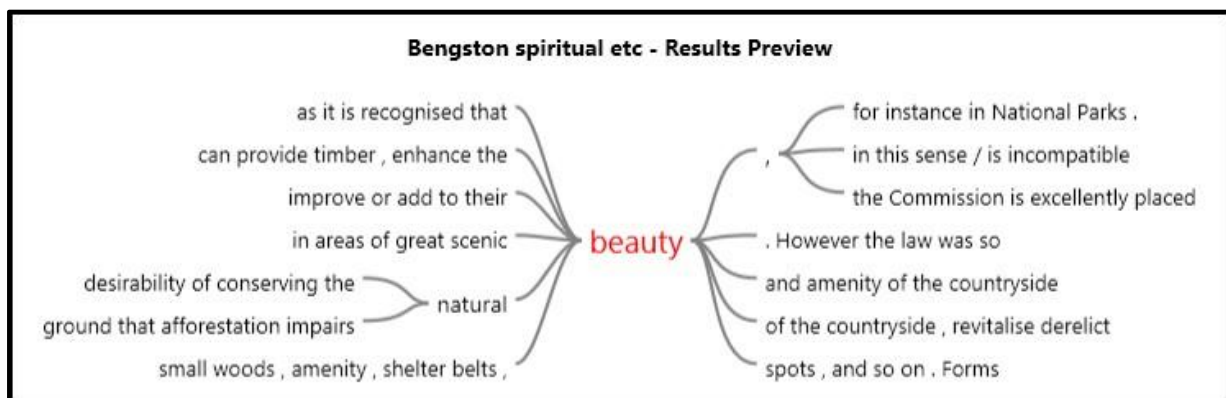 Bengston spiritual etc - Results Preview
as it is recognised that
can provide timber , enhance the
improve or add to their
in areas of great scenic
desirability of conserving the
ground that afforestation impairs
natural
small woods , amenity , shelter belts ,
beauty
,
for instance in National Parks .
in this sense / is incompatible
the Commission is excellently placed
. However the law was so
and amenity of the countryside
of the countryside , revitalise derelict
spots , and so on . Forms